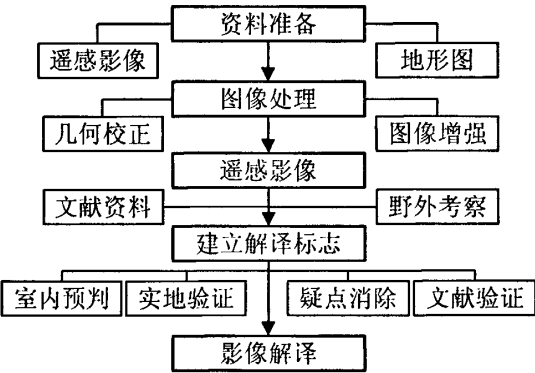 资料准备
遥感影像
地形图
图像处理
几何校正
图像增强
遥感影像
文献资料
野外考察
建立解译标志
室内预判
实地验证
疑点消除
文献验证
影像解译